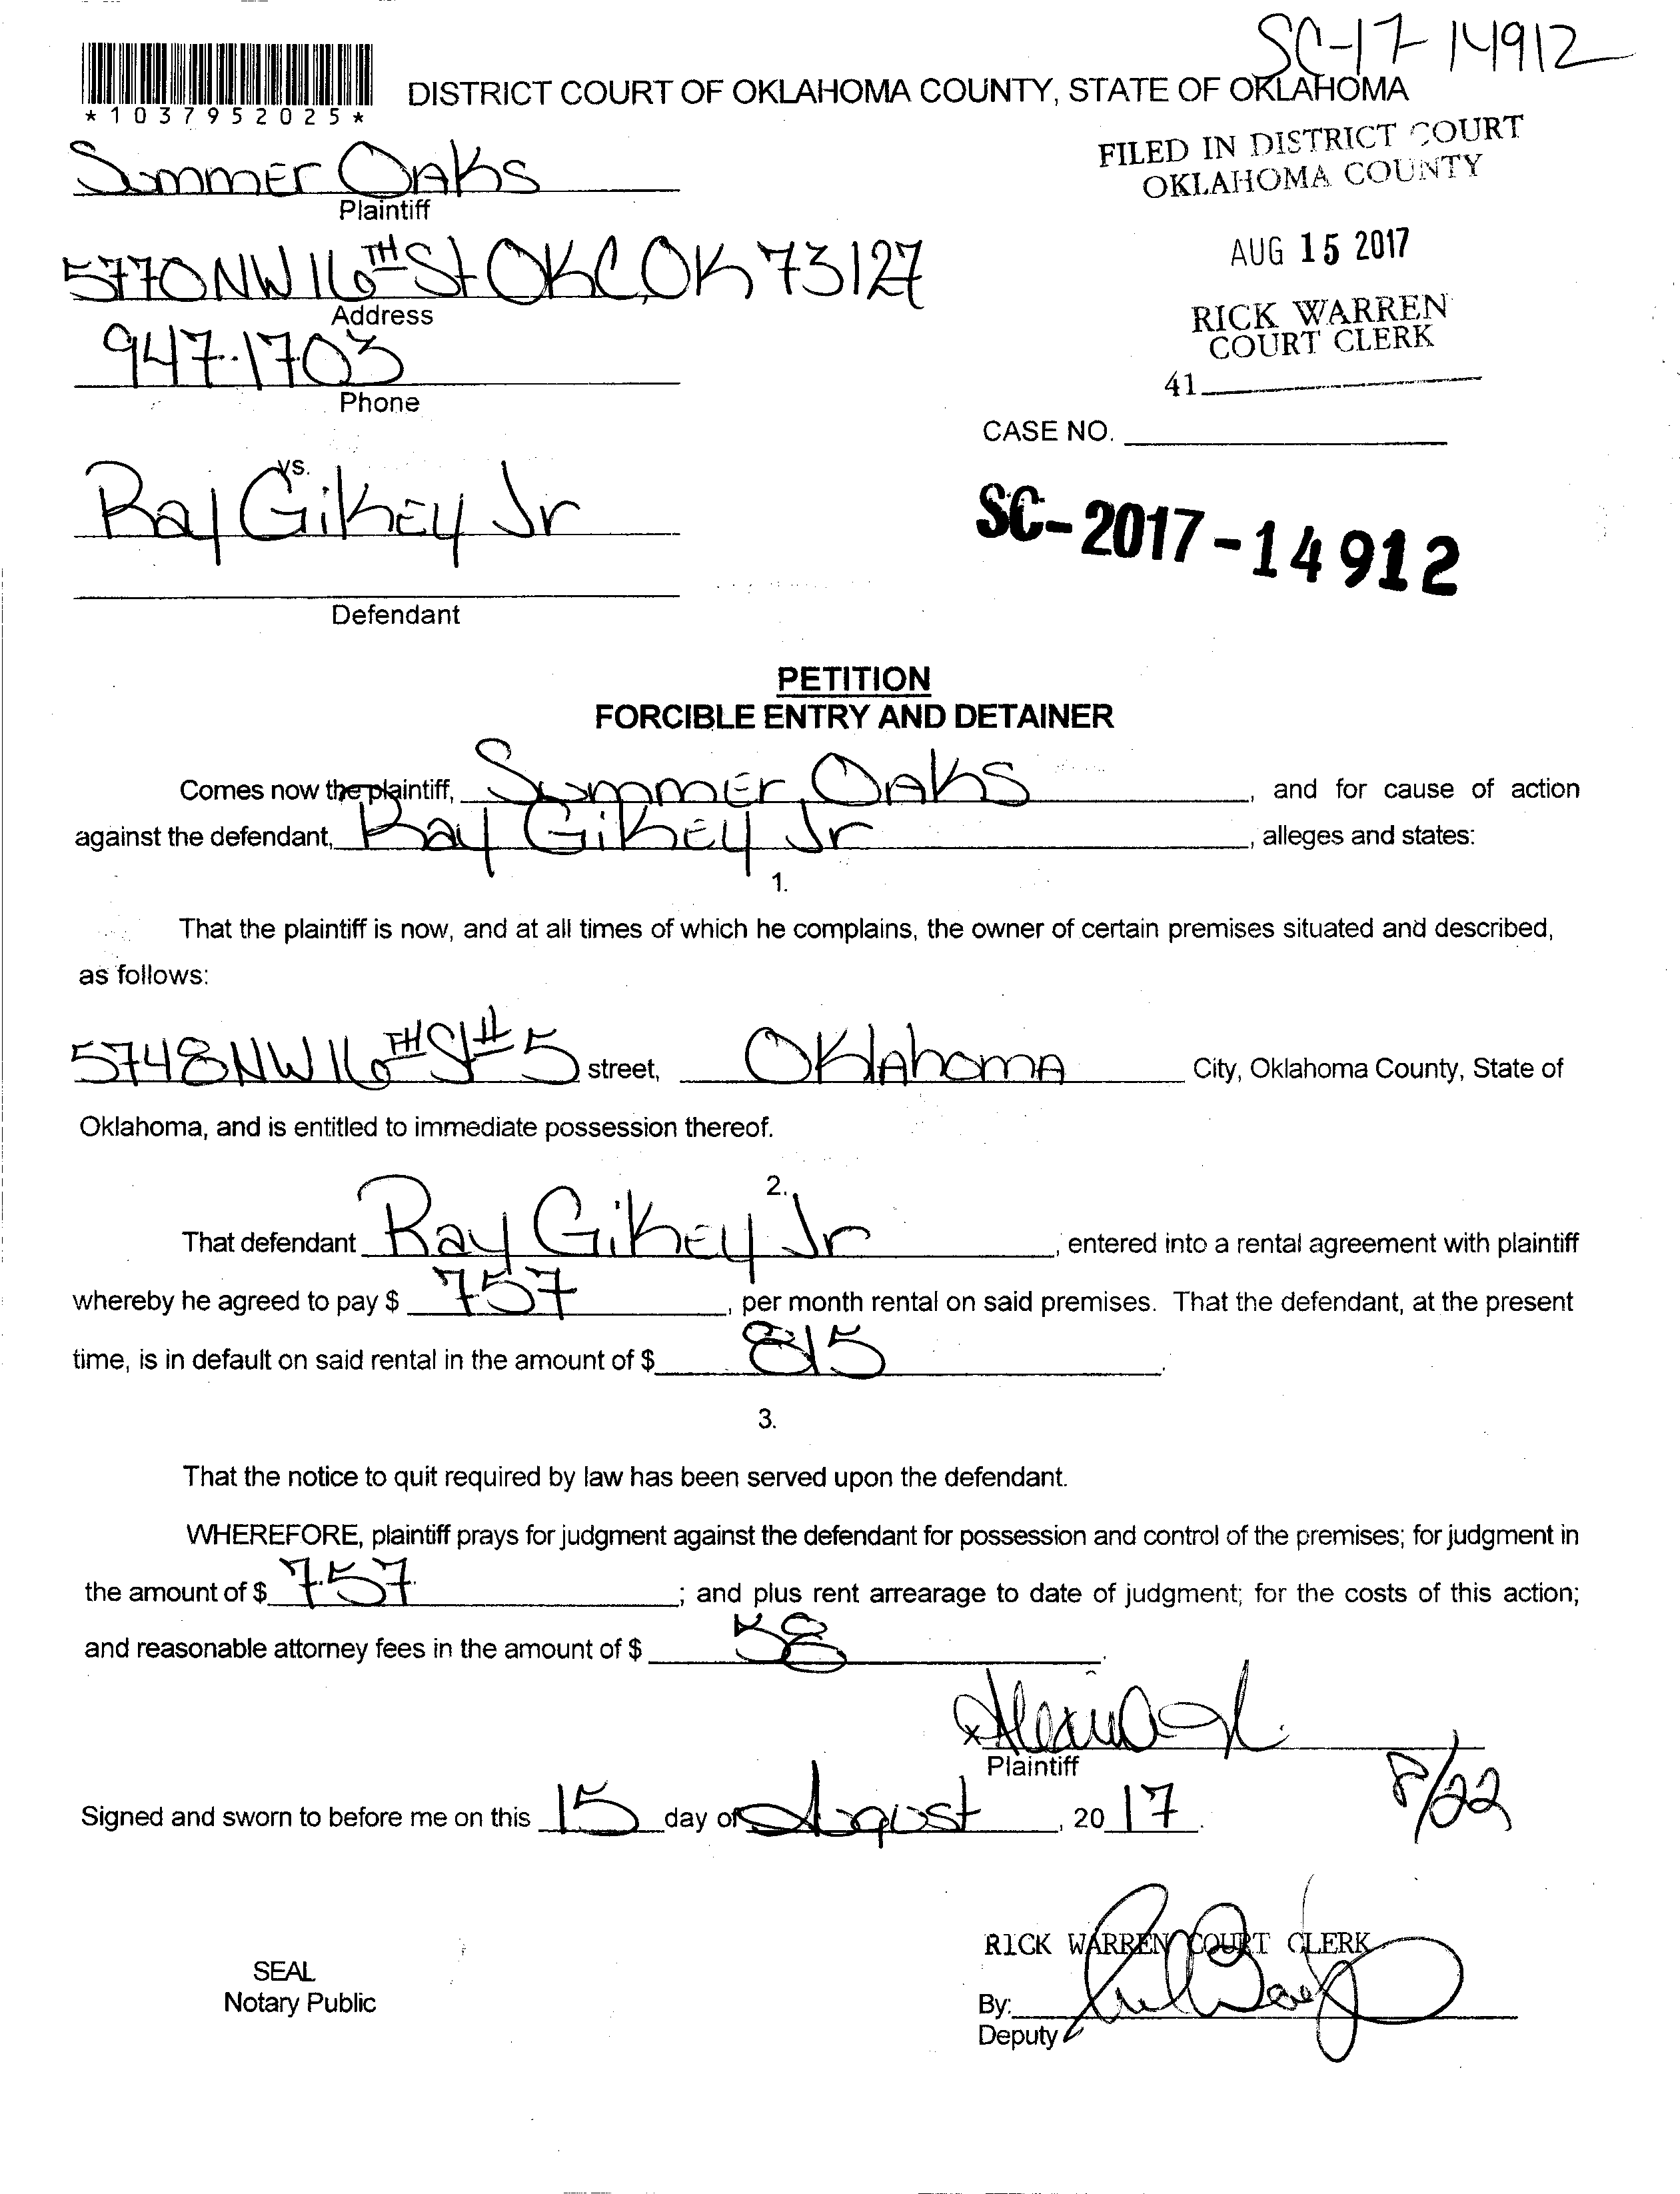 SC-17-14912
*1037952025*
DISTRICT COURT OF OKLAHOMA COUNTY, STATE OF OKLAHOMA
Summer Oaks
Plaintiff
FILED IN DISTRICT COURT
OKLAHOMA COUNTY
5770 NW 16TH St OKC, OK 73127
Address
AUG 15 2017
947-1703
Phone
RICK WARREN
COURT CLERK
41
CASE NO.
vs.
Ray Gikey Jr
Defendant
SC-2017-14912
PETITION
FORCIBLE ENTRY AND DETAINER
Comes now the plaintiff, Summer Oaks, and for cause of action
against the defendant, Ray Gikey Jr, alleges and states:
1.
That the plaintiff is now, and at all times of which he complains, the owner of certain premises situated and described,
as follows:
5748 NW 16TH St #5 street, Oklahoma City, Oklahoma County, State of
Oklahoma, and is entitled to immediate possession thereof.
2.
That defendant Ray Gikey Jr, entered into a rental agreement with plaintiff
whereby he agreed to pay $ 757, per month rental on said premises. That the defendant, at the present
time, is in default on said rental in the amount of $ 815.
3.
That the notice to quit required by law has been served upon the defendant.
WHEREFORE, plaintiff prays for judgment against the defendant for possession and control of the premises; for judgment in
the amount of $ 757; and plus rent arrearage to date of judgment; for the costs of this action;
and reasonable attorney fees in the amount of $ 58.
x
Plaintiff
8/22
Signed and sworn to before me on this 15 day of August, 2017.
RICK WARREN COURT CLERK
SEAL
Notary Public
By:
Deputy